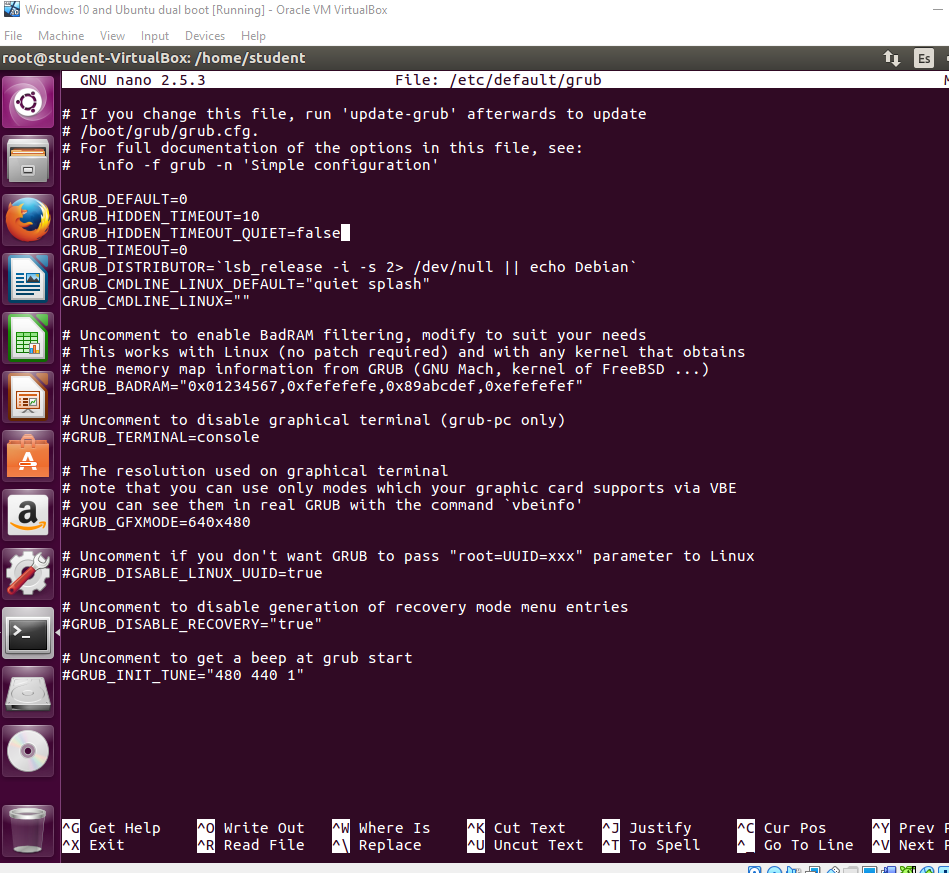 Windows 10 and Ubuntu dual boot [Running] - Oracle VM VirtualBox
File Machine View Input Devices Help
root@student-VirtualBox: /home/student Es
GNU nano 2.5.3 File: /etc/default/grub
# If you change this file, run 'update-grub' afterwards to update
# /boot/grub/grub.cfg.
# For full documentation of the options in this file, see:
#   info -f grub -n 'Simple configuration'
GRUB_DEFAULT=0
GRUB_HIDDEN_TIMEOUT=10
GRUB_HIDDEN_TIMEOUT_QUIET=false
GRUB_TIMEOUT=0
GRUB_DISTRIBUTOR=`lsb_release -i -s 2> /dev/null || echo Debian`
GRUB_CMDLINE_LINUX_DEFAULT="quiet splash"
GRUB_CMDLINE_LINUX=""
# Uncomment to enable BadRAM filtering, modify to suit your needs
# This works with Linux (no patch required) and with any kernel that obtains
# the memory map information from GRUB (GNU Mach, kernel of FreeBSD ...)
#GRUB_BADRAM="0x01234567,0xfefefefe,0x89abcdef,0xefefefef"
# Uncomment to disable graphical terminal (grub-pc only)
#GRUB_TERMINAL=console
# The resolution used on graphical terminal
# note that you can use only modes which your graphic card supports via VBE
# you can see them in real GRUB with the command `vbeinfo'
#GRUB_GFXMODE=640x480
# Uncomment if you don't want GRUB to pass "root=UUID=xxx" parameter to Linux
#GRUB_DISABLE_LINUX_UUID=true
# Uncomment to disable generation of recovery mode menu entries
#GRUB_DISABLE_RECOVERY="true"
# Uncomment to get a beep at grub start
#GRUB_INIT_TUNE="480 440 1"
^G Get Help ^O Write Out ^W Where Is ^K Cut Text ^J Justify ^C Cur Pos ^Y Prev
^X Exit ^R Read File ^\ Replace ^U Uncut Text ^T To Spell ^_ Go To Line ^V Next